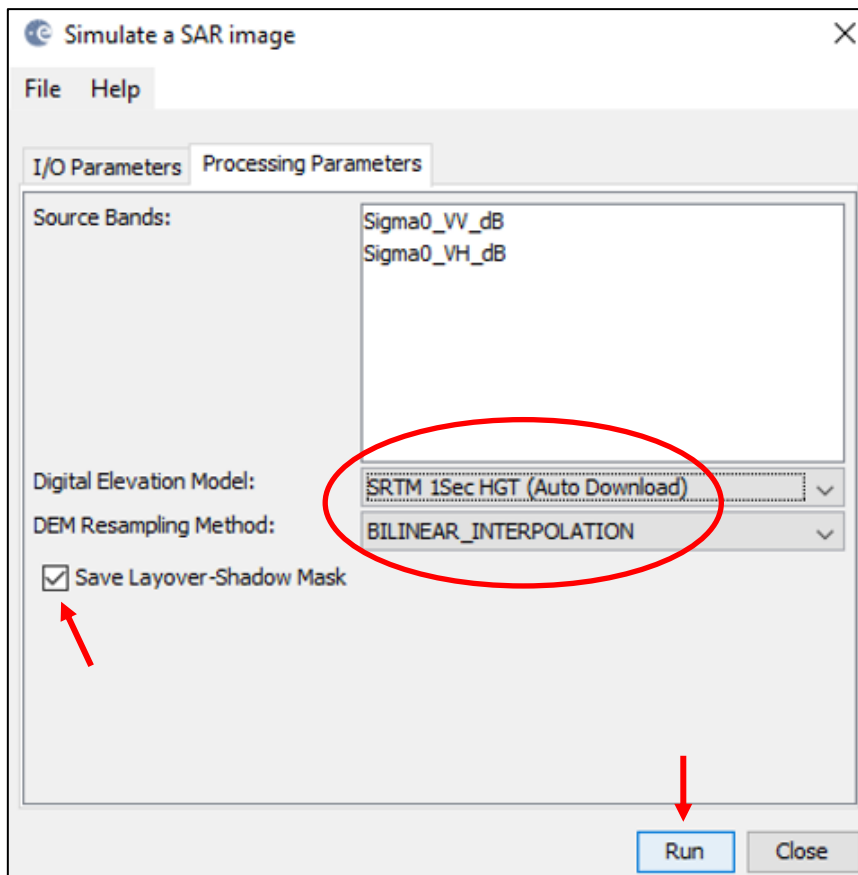 Simulate a SAR image
File Help
I/O Parameters Processing Parameters
Source Bands:
Sigma0_VV_dB
Sigma0_VH_dB
Digital Elevation Model:
SRTM 1Sec HGT (Auto Download)
DEM Resampling Method:
BILINEAR_INTERPOLATION
Save Layover-Shadow Mask
Run Close